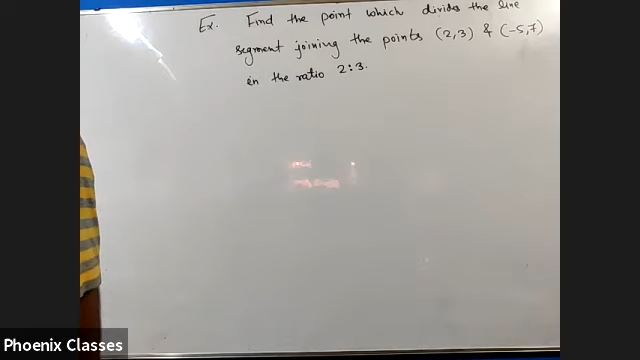 Ex. Find the point which divides the line
segment joining the points (2,3) & (-5,7)
in the ratio 2:3.
Phoenix Classes